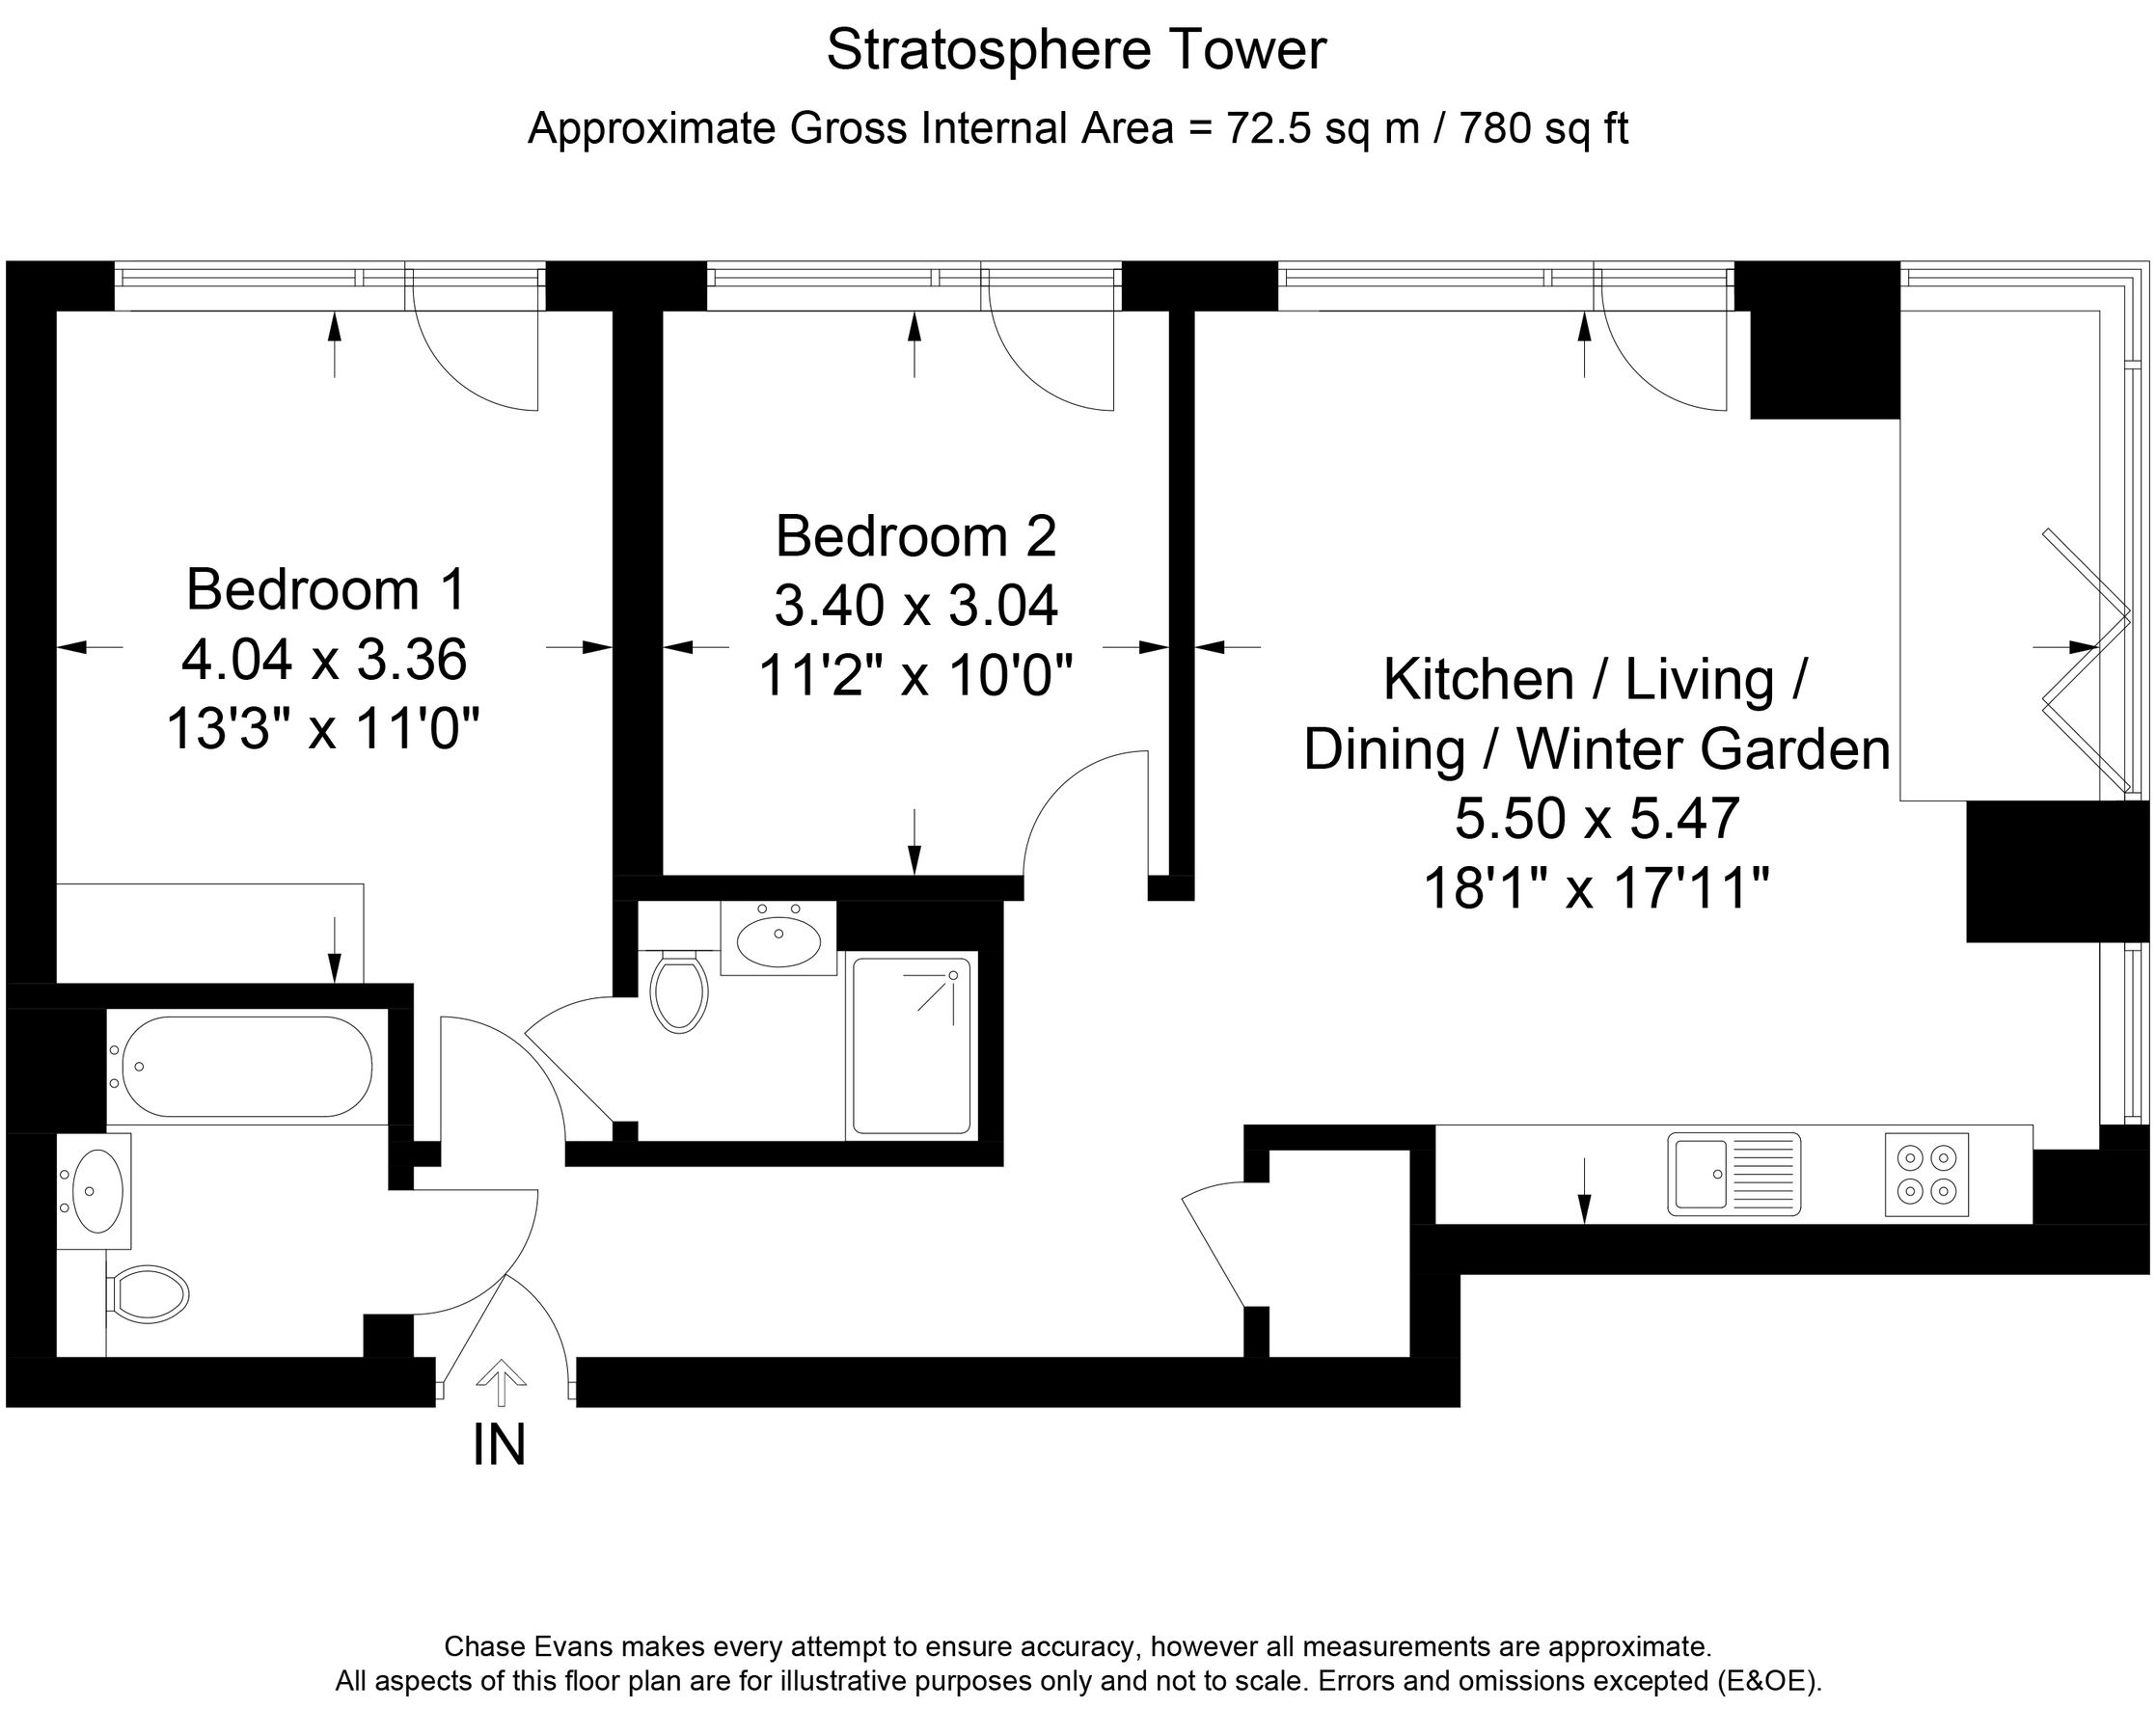 Stratosphere Tower
Approximate Gross Internal Area = 72.5 sq m / 780 sq ft
Bedroom 1
4.04 x 3.36
13'3" x 11'0"
Bedroom 2
3.40 x 3.04
11'2" x 10'0"
Kitchen / Living /
Dining / Winter Garden
5.50 x 5.47
18'1" x 17'11"
IN
Chase Evans makes every attempt to ensure accuracy, however all measurements are approximate.
All aspects of this floor plan are for illustrative purposes only and not to scale. Errors and omissions excepted (E&OE).